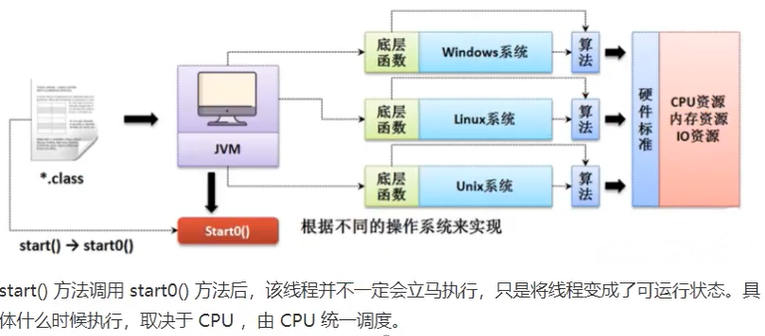 底层函数
Windows系统
算法
底层函数
Linux系统
算法
底层函数
Unix系统
算法
硬件标准
CPU资源
内存资源
IO资源
*.class
JVM
Start0()
start() → start0()
根据不同的操作系统来实现
start() 方法调用 start0() 方法后，该线程并不一定会立马执行，只是将线程变成了可运行状态。具
体什么时候执行，取决于 CPU ，由 CPU 统一调度。